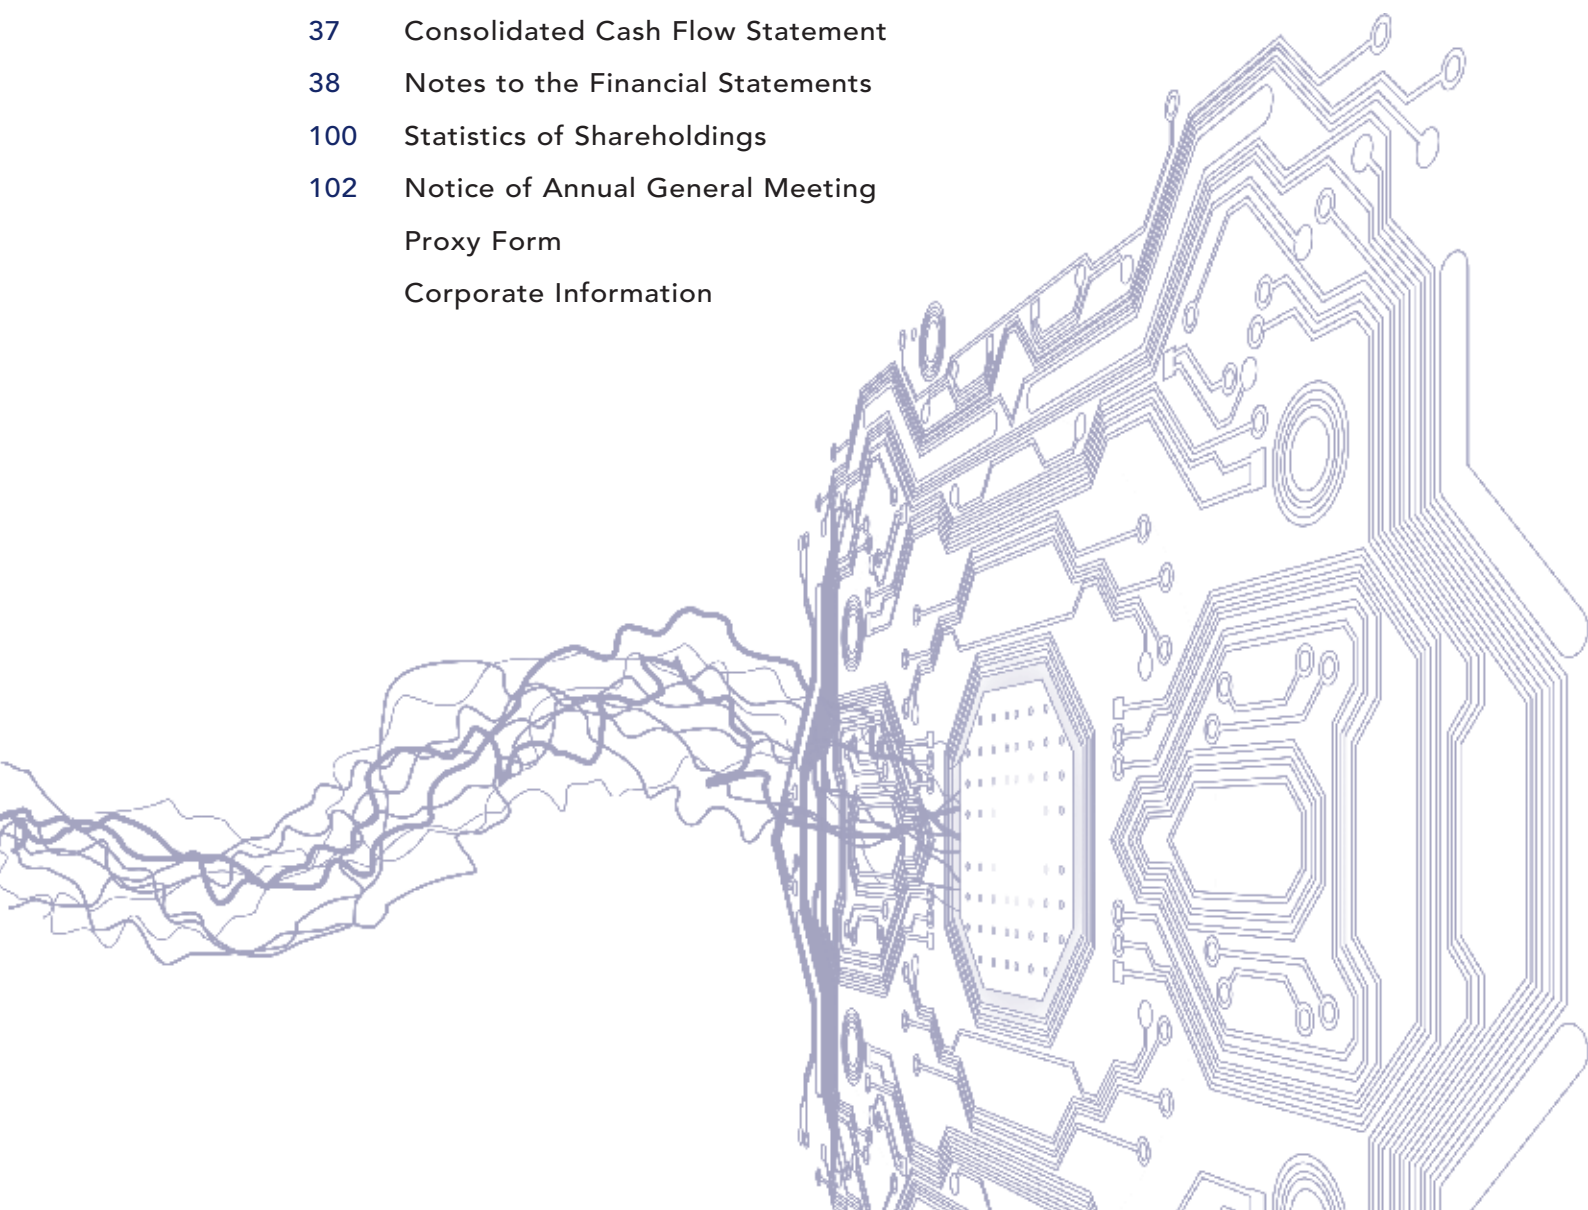 37 Consolidated Cash Flow Statement
38 Notes to the Financial Statements
100 Statistics of Shareholdings
102 Notice of Annual General Meeting
Proxy Form
Corporate Information